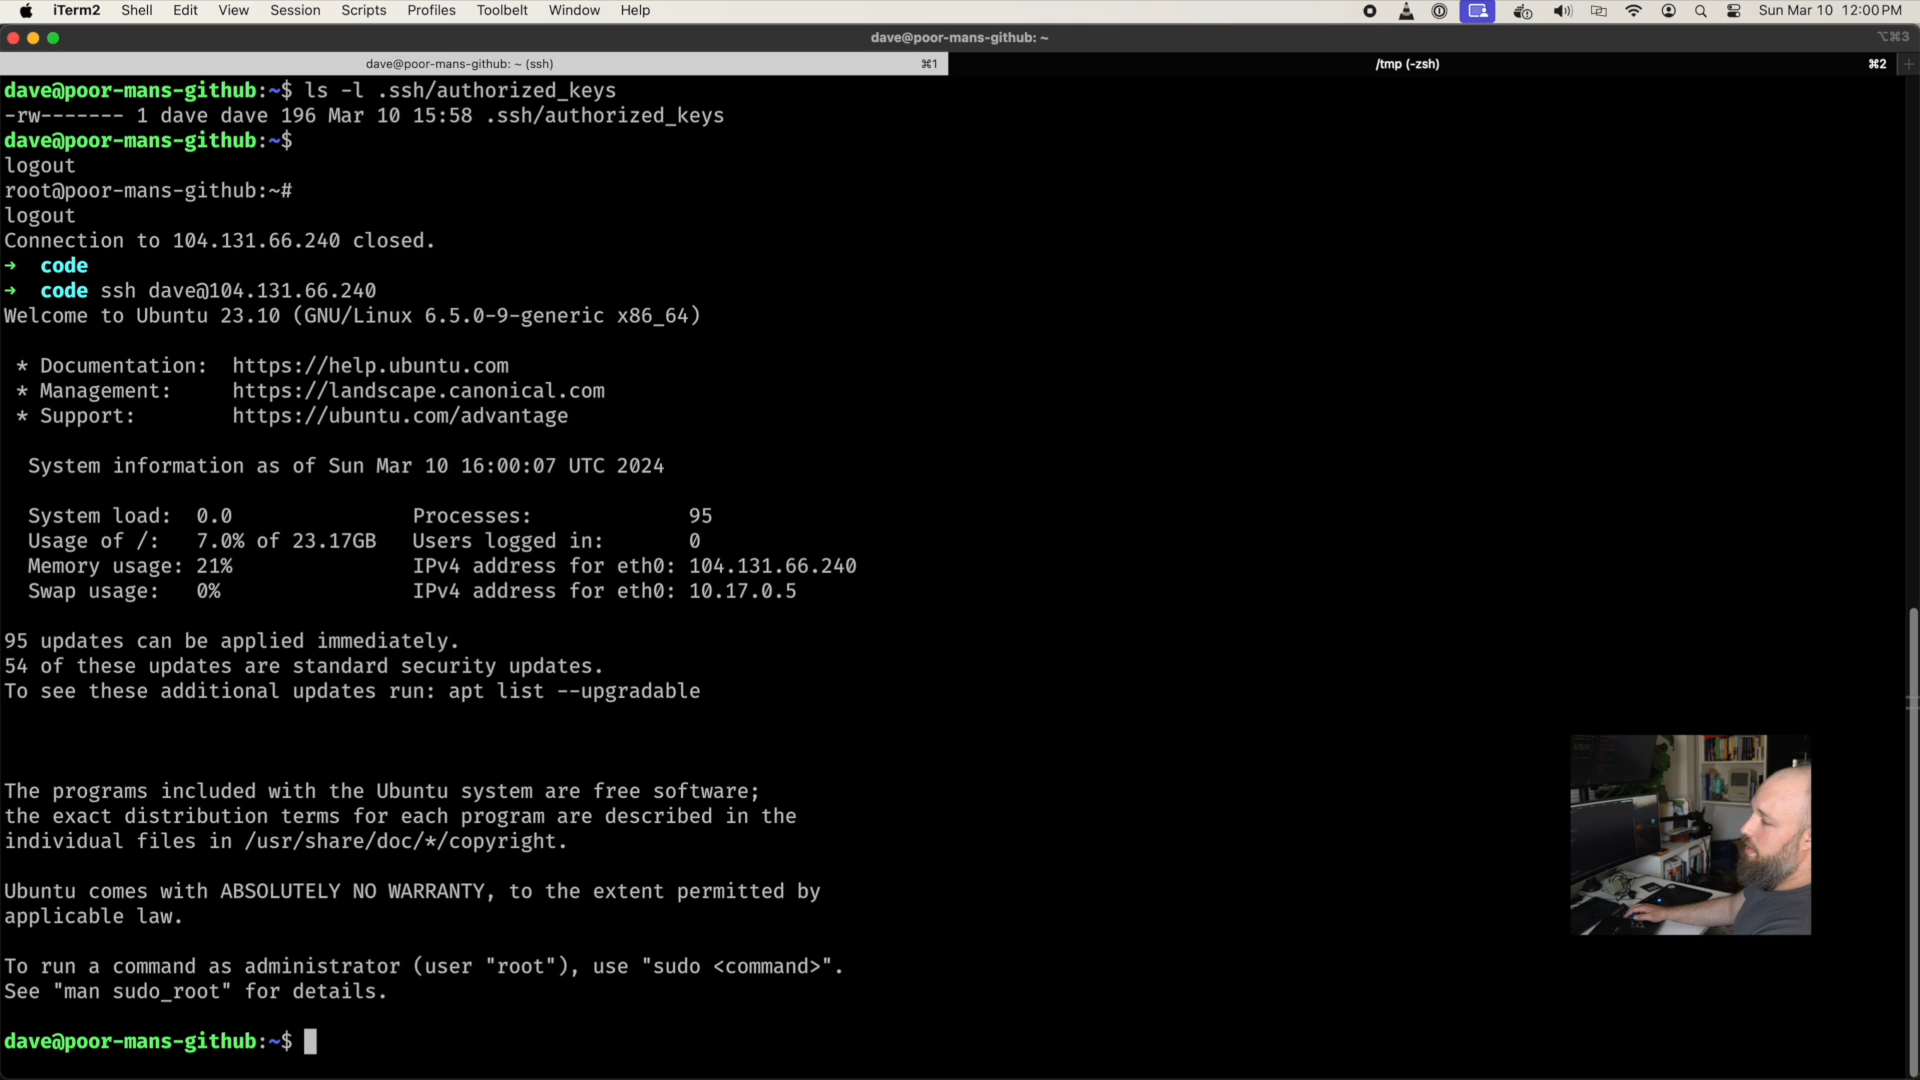 iTerm2 Shell Edit View Session Scripts Profiles Toolbelt Window Help Sun Mar 10 12:00 PM
dave@poor-mans-github: ~ ⌥⌘3
dave@poor-mans-github: ~ (ssh) ⌘1 /tmp (-zsh) ⌘2 +
dave@poor-mans-github:~$ ls -l .ssh/authorized_keys
-rw------- 1 dave dave 196 Mar 10 15:58 .ssh/authorized_keys
dave@poor-mans-github:~$
logout
root@poor-mans-github:~#
logout
Connection to 104.131.66.240 closed.
→ code
→ code ssh dave@104.131.66.240
Welcome to Ubuntu 23.10 (GNU/Linux 6.5.0-9-generic x86_64)
* Documentation: https://help.ubuntu.com
* Management: https://landscape.canonical.com
* Support: https://ubuntu.com/advantage
System information as of Sun Mar 10 16:00:07 UTC 2024
System load: 0.0 Processes: 95
Usage of /: 7.0% of 23.17GB Users logged in: 0
Memory usage: 21% IPv4 address for eth0: 104.131.66.240
Swap usage: 0% IPv4 address for eth0: 10.17.0.5
95 updates can be applied immediately.
54 of these updates are standard security updates.
To see these additional updates run: apt list --upgradable
The programs included with the Ubuntu system are free software;
the exact distribution terms for each program are described in the
individual files in /usr/share/doc/*/copyright.
Ubuntu comes with ABSOLUTELY NO WARRANTY, to the extent permitted by
applicable law.
To run a command as administrator (user "root"), use "sudo <command>".
See "man sudo_root" for details.
dave@poor-mans-github:~$